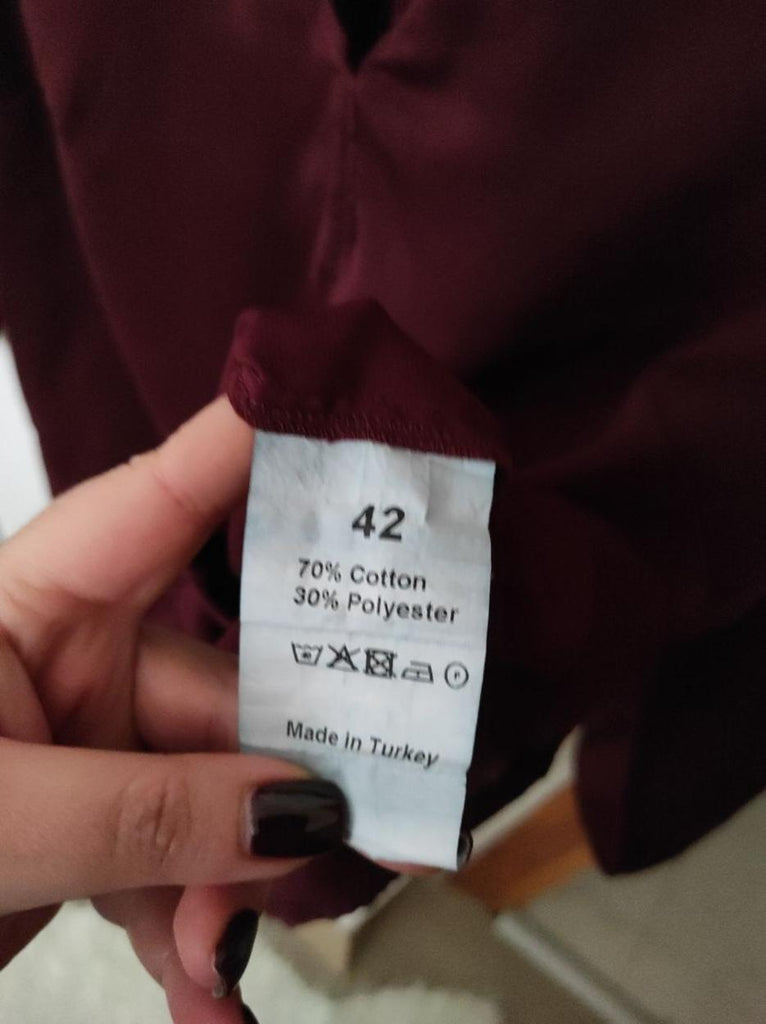 42
70% Cotton
30% Polyester
P
Made in Turkey